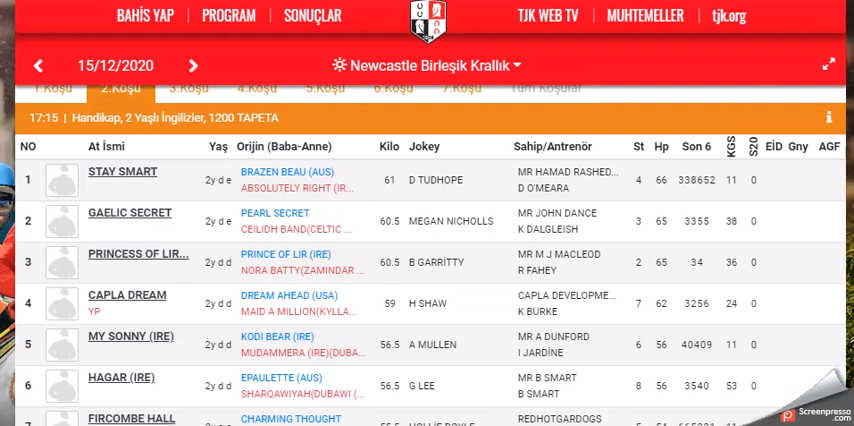 BAHİS YAP | PROGRAM | SONUÇLAR TJK WEB TV | MUHTEMELLER | tjk.org
15/12/2020 Newcastle Birleşik Krallık
1.Koşu 2.Koşu 3.Koşu 4.Koşu 5.Koşu 6.Koşu 7.Koşu Tüm Koşular
17:15 | Handikap, 2 Yaşlı İngilizler, 1200 TAPETA
NO At İsmi Yaş Orijin (Baba-Anne) Kilo Jokey Sahip/Antrenör St Hp Son 6 KGS S20 EİD Gny AGF
1 STAY SMART 2y d e BRAZEN BEAU (AUS) 61 D TUDHOPE MR HAMAD RASHED... 4 66 338652 11 0
ABSOLUTELY RIGHT (IR... D O'MEARA
2 GAELIC SECRET 2y d e PEARL SECRET 60.5 MEGAN NICHOLLS MR JOHN DANCE 3 65 3355 38 0
CEILIDH BAND(CELTIC ... K DALGLEISH
3 PRINCESS OF LIR... 2y d d PRINCE OF LIR (IRE) 60.5 B GARRİTTY MR M J MACLEOD 2 65 34 36 0
NORA BATTY(ZAMINDAR ... R FAHEY
4 CAPLA DREAM 2y d d DREAM AHEAD (USA) 59 H SHAW CAPLA DEVELOPME... 7 62 3256 24 0
YP MAID A MILLION(KYLLA... K BURKE
5 MY SONNY (IRE) 2y d d KODI BEAR (IRE) 56.5 A MULLEN MR A DUNFORD 6 56 40409 11 0
MUDAMMERA (IRE)(DUBA... I JARDİNE
6 HAGAR (IRE) 2y d d EPAULETTE (AUS) 56.5 G LEE MR B SMART 8 56 3540 53 0
SHARQAWIYAH(DUBAWI (... B SMART
FIRCOMBE HALL CHARMING THOUGHT REDHOTGARDOGS
Screenpresso
.com